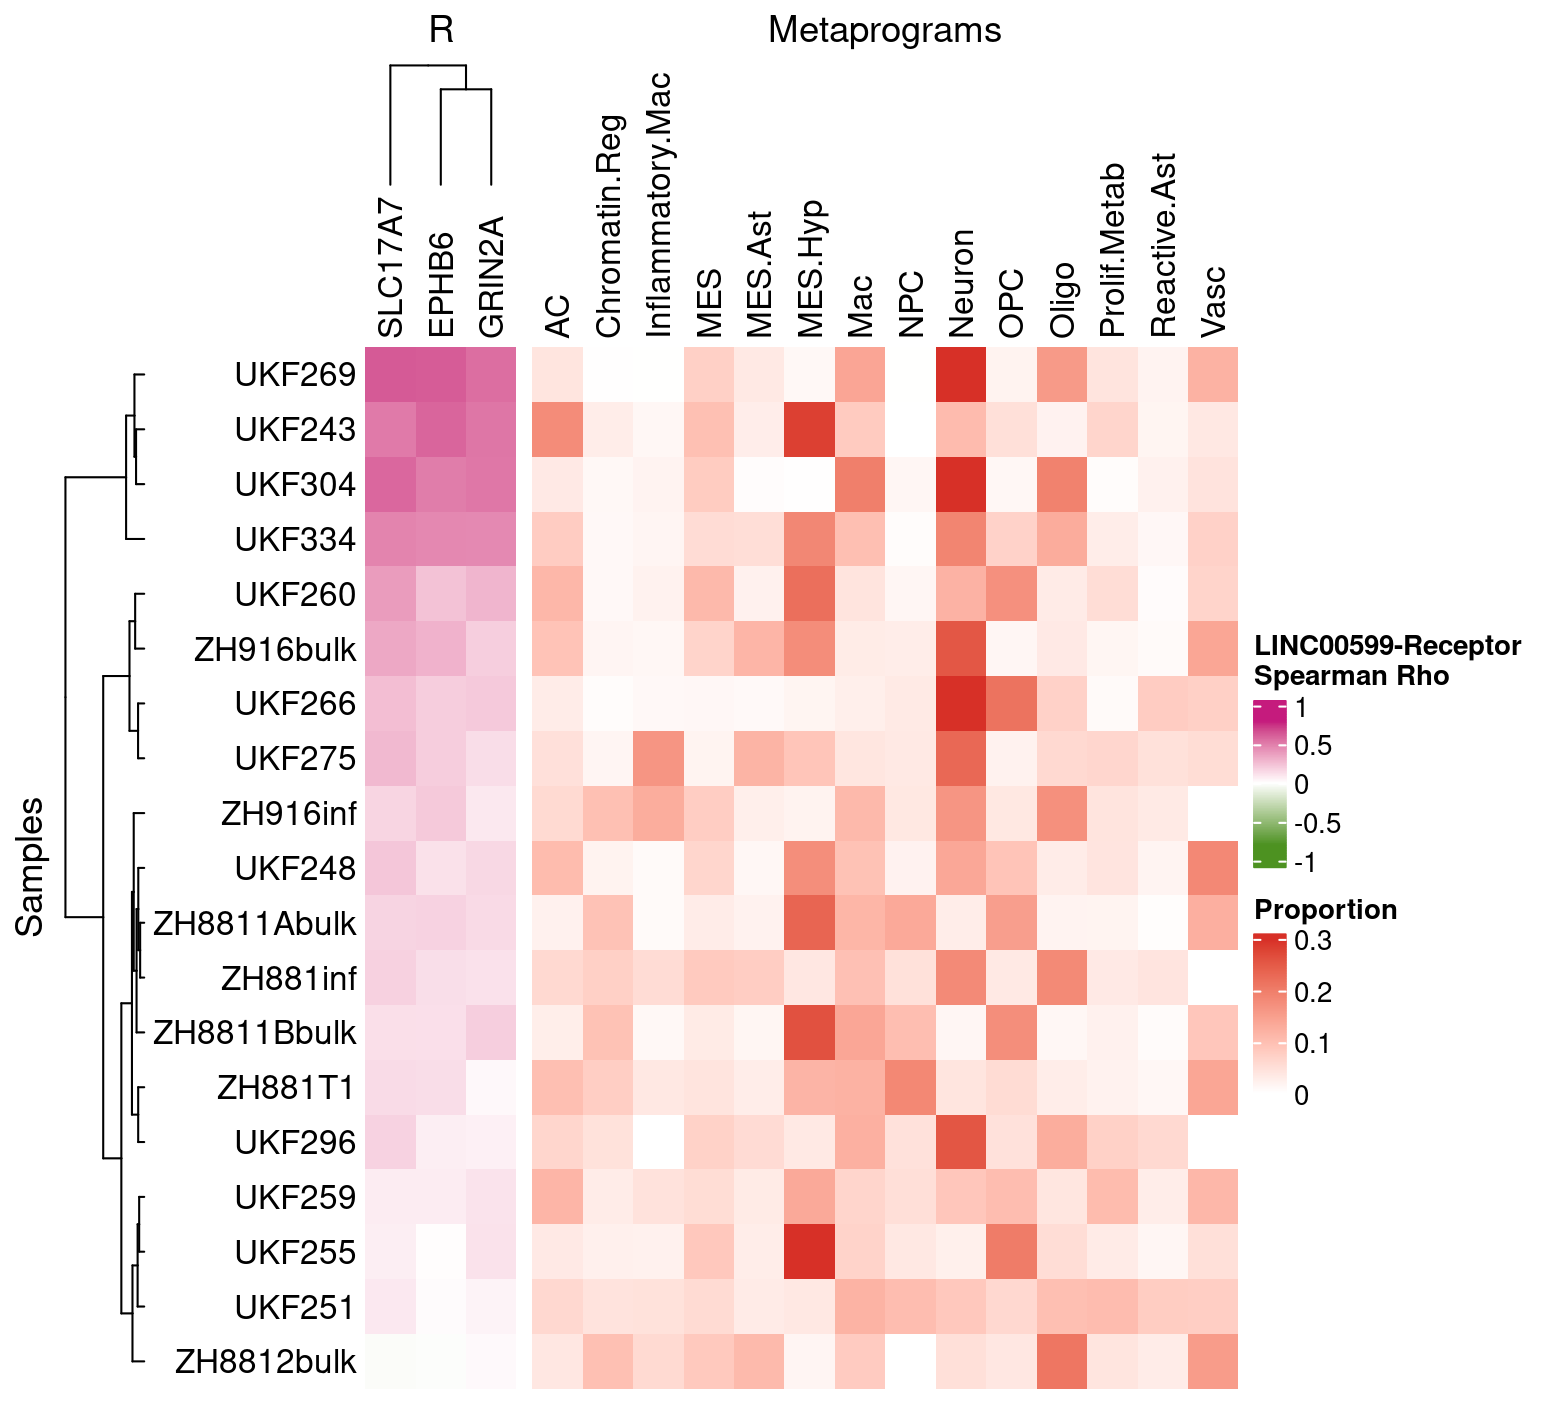 R
Metaprograms
SLC17A7
EPHB6
GRIN2A
AC
Chromatin.Reg
Inflammatory.Mac
MES
MES.Ast
MES.Hyp
Mac
NPC
Neuron
OPC
Oligo
Prolif.Metab
Reactive.Ast
Vasc
Samples
UKF269
UKF243
UKF304
UKF334
UKF260
ZH916bulk
UKF266
UKF275
ZH916inf
UKF248
ZH8811Abulk
ZH881inf
ZH8811Bbulk
ZH881T1
UKF296
UKF259
UKF255
UKF251
ZH8812bulk
LINC00599-Receptor
Spearman Rho
1
0.5
0
-0.5
-1
Proportion
0.3
0.2
0.1
0